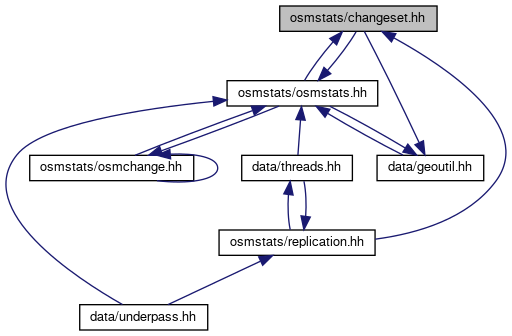 osmstats/changeset.hh
osmstats/osmstats.hh
osmstats/osmchange.hh
data/threads.hh
data/geoutil.hh
osmstats/replication.hh
data/underpass.hh